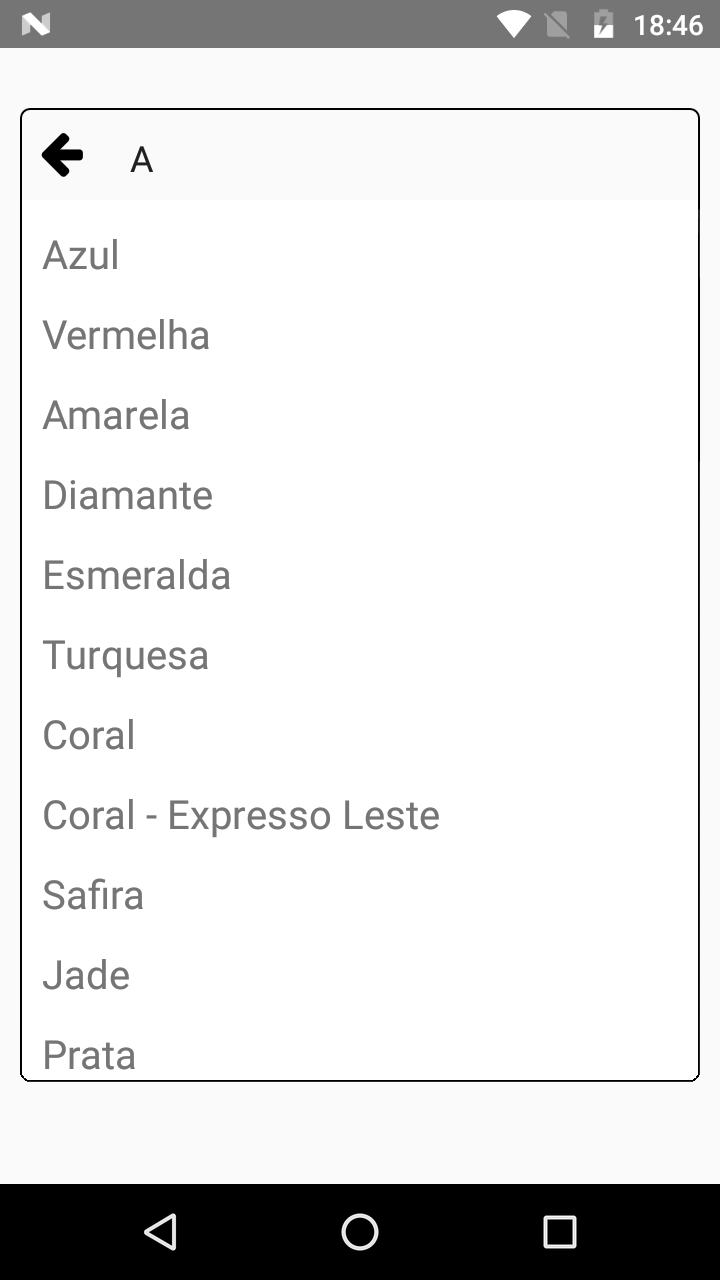 18:46
A
Azul
Vermelha
Amarela
Diamante
Esmeralda
Turquesa
Coral
Coral - Expresso Leste
Safira
Jade
Prata